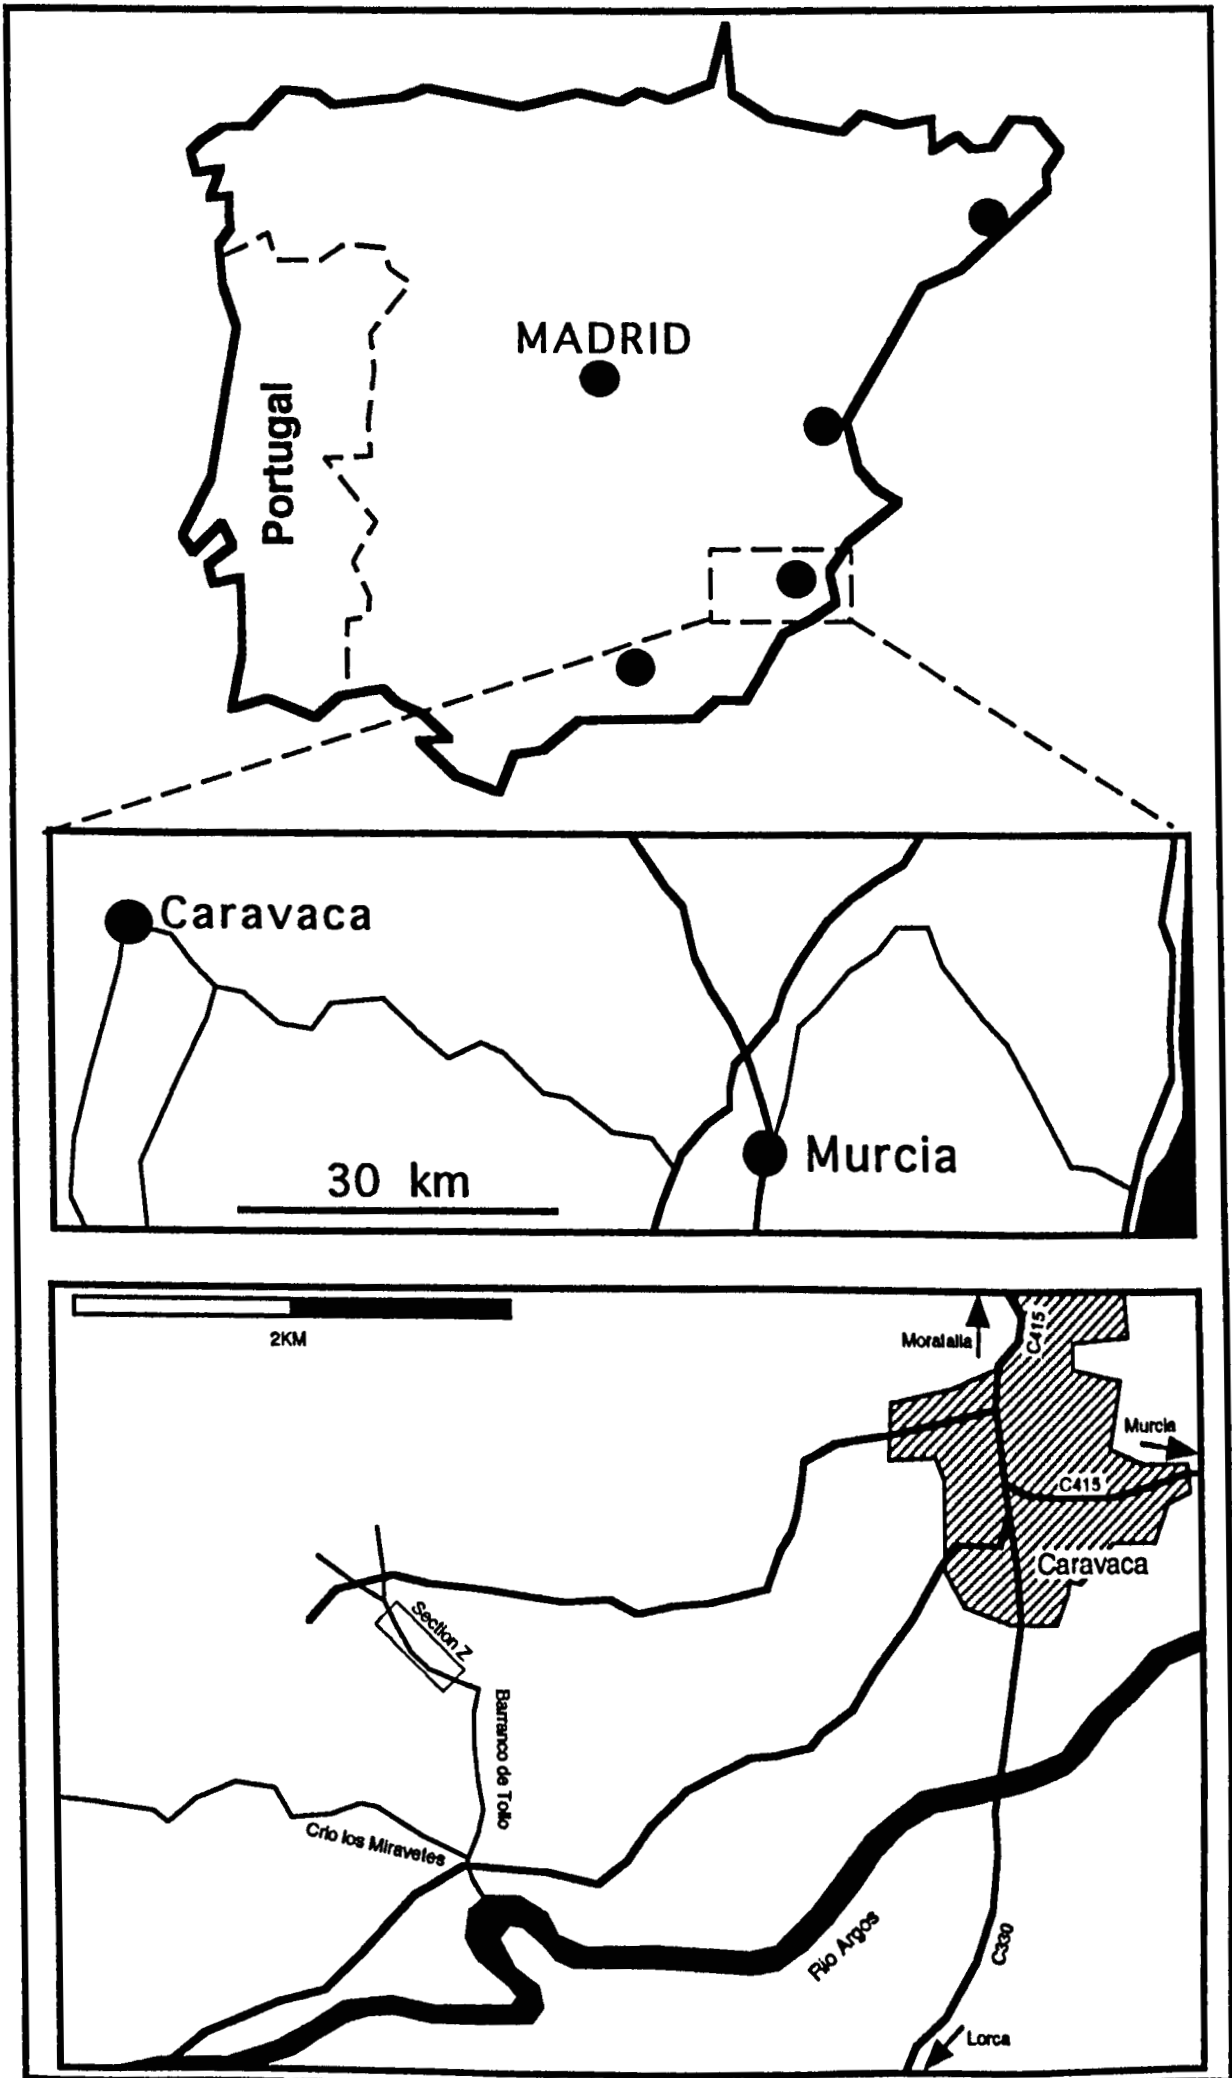 MADRID
Portugal
Caravaca
30 km
Murcia
2KM
Moratalla
C415
Murcia
C415
Caravaca
Section Z
Barranco de Tollo
Crio los Miraveles
Rio Argos
C330
Lorca